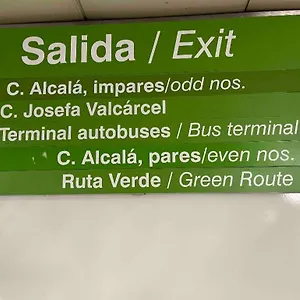 Salida / Exit
C. Alcalá, impares/odd nos.
C. Josefa Valcárcel
Terminal autobuses / Bus terminal
C. Alcalá, pares/even nos.
Ruta Verde / Green Route